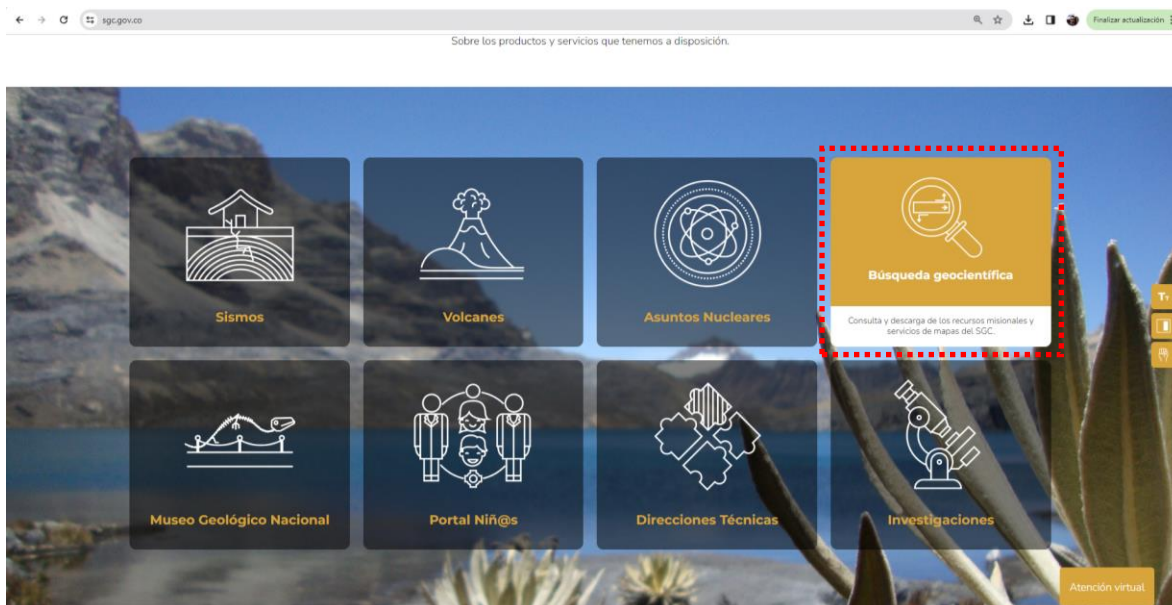 sgc.gov.co
Finalizar actualización
Sobre los productos y servicios que tenemos a disposición.
Sismos
Volcanes
Asuntos Nucleares
Búsqueda geocientífica
Consulta y descarga de los recursos misionales y
servicios de mapas del SGC.
TT
Museo Geológico Nacional
Portal Niñ@s
Direcciones Técnicas
Investigaciones
Atención virtual